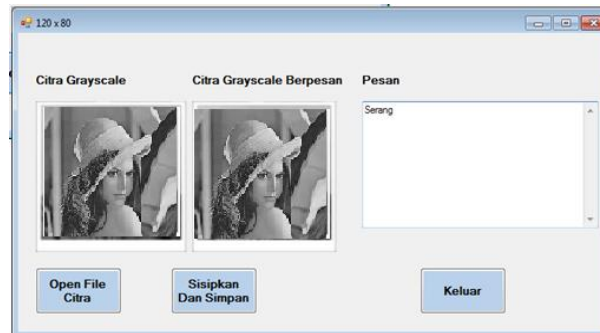 120 x 80
Citra Grayscale
Citra Grayscale Berpesan
Pesan
Serang
Open File
Citra
Sisipkan
Dan Simpan
Keluar